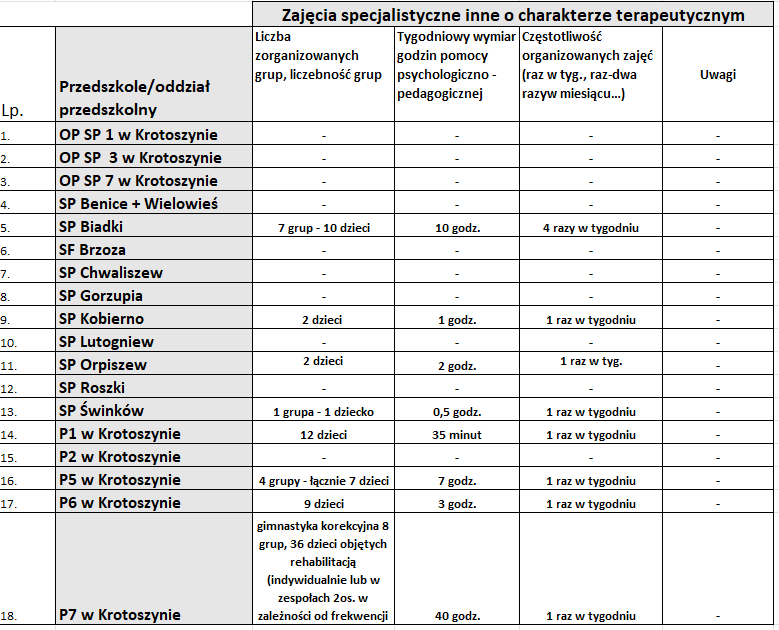 Zajęcia specjalistyczne inne o charakterze terapeutycznym
Lp.
Przedszkole/oddział
przedszkolny
Liczba
zorganizowanych
grup, liczebność grup
Tygodniowy wymiar
godzin pomocy
psychologiczno -
pedagogicznej
Częstotliwość
organizowanych zajęć
(raz w tyg., raz-dwa
razyw miesiącu...)
Uwagi
1. OP SP 1 w Krotoszynie - - - -
2. OP SP 3 w Krotoszynie - - - -
3. OP SP 7 w Krotoszynie - - - -
4. SP Benice + Wielowieś - - - -
5. SP Biadki 7 grup - 10 dzieci 10 godz. 4 razy w tygodniu -
6. SF Brzoza - - - -
7. SP Chwaliszew - - - -
8. SP Gorzupia - - - -
9. SP Kobierno 2 dzieci 1 godz. 1 raz w tygodniu -
10. SP Lutogniew - - - -
11. SP Orpiszew 2 dzieci 2 godz. 1 raz w tyg. -
12. SP Roszki - - - -
13. SP Świnków 1 grupa - 1 dziecko 0,5 godz. 1 raz w tygodniu -
14. P1 w Krotoszynie 12 dzieci 35 minut 1 raz w tygodniu -
15. P2 w Krotoszynie - - - -
16. P5 w Krotoszynie 4 grupy - łącznie 7 dzieci 7 godz. 1 raz w tygodniu -
17. P6 w Krotoszynie 9 dzieci 3 godz. 1 raz w tygodniu -
gimnastyka korekcyjna 8
grup, 36 dzieci objętych
rehabilitacją
(indywidualnie lub w
zespołach 2os. w
18. P7 w Krotoszynie zależności od frekwencji 40 godz. 1 raz w tygodniu -